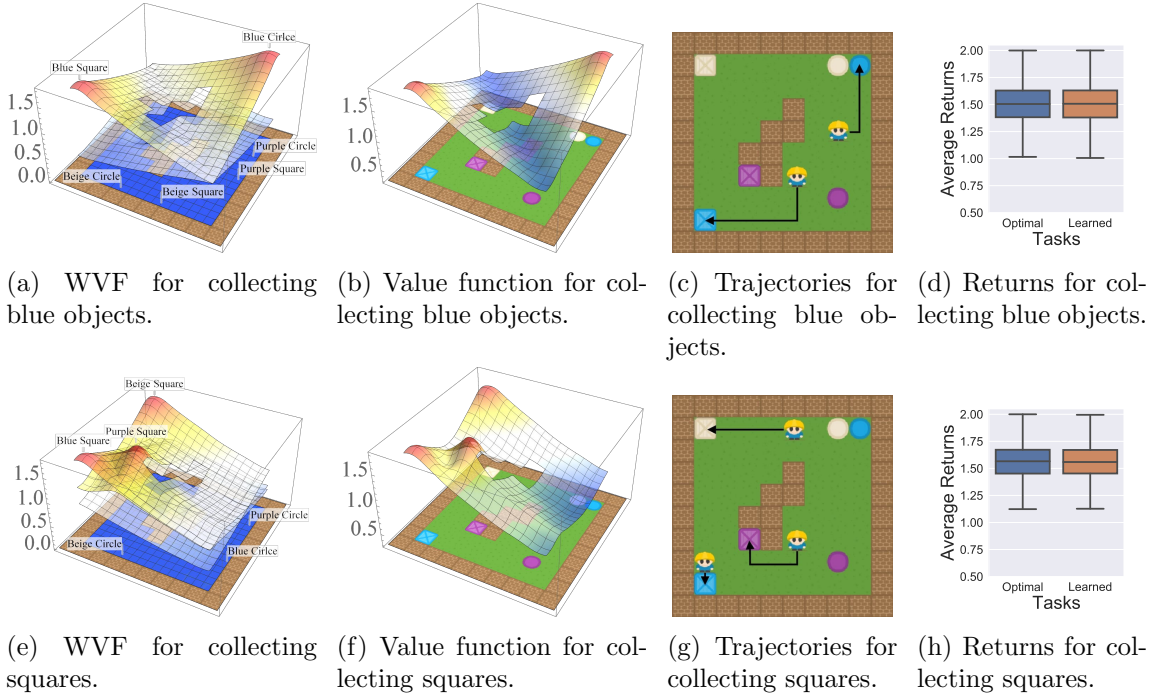 Blue Cirlce
Blue Square
Purple Circle
Purple Square
Beige Circle
Beige Square
1.5
1.0
0.5
0.0
1.5
1.0
0.5
2.00
1.75
1.50
1.25
1.00
0.75
0.50
Average Returns
Optimal Learned
Tasks
(a) WVF for collecting
blue objects.
(b) Value function for col-
lecting blue objects.
(c) Trajectories for
collecting blue ob-
jects.
(d) Returns for col-
lecting blue objects.
Beige Square
Purple Square
Blue Square
Purple Circle
Beige Circle
Blue Cirlce
1.5
1.0
0.5
0.0
1.5
1.0
0.5
2.00
1.75
1.50
1.25
1.00
0.75
0.50
Average Returns
Optimal Learned
Tasks
(e) WVF for collecting
squares.
(f) Value function for col-
lecting squares.
(g) Trajectories for
collecting squares.
(h) Returns for col-
lecting squares.